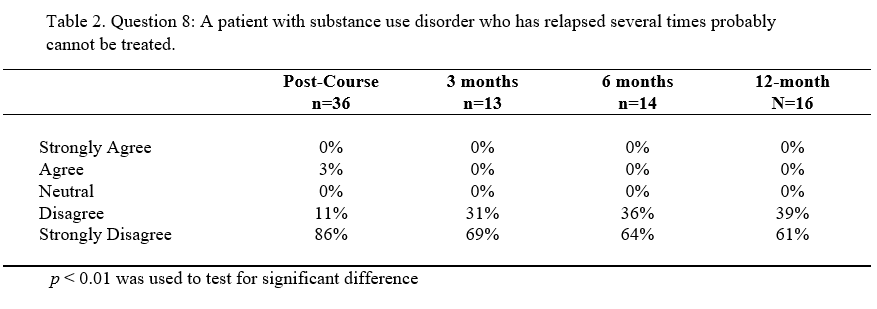 Table 2. Question 8: A patient with substance use disorder who has relapsed several times probably
cannot be treated.
Post-Course 3 months 6 months 12-month
n=36 n=13 n=14 N=16
Strongly Agree 0% 0% 0% 0%
Agree 3% 0% 0% 0%
Neutral 0% 0% 0% 0%
Disagree 11% 31% 36% 39%
Strongly Disagree 86% 69% 64% 61%
p < 0.01 was used to test for significant difference